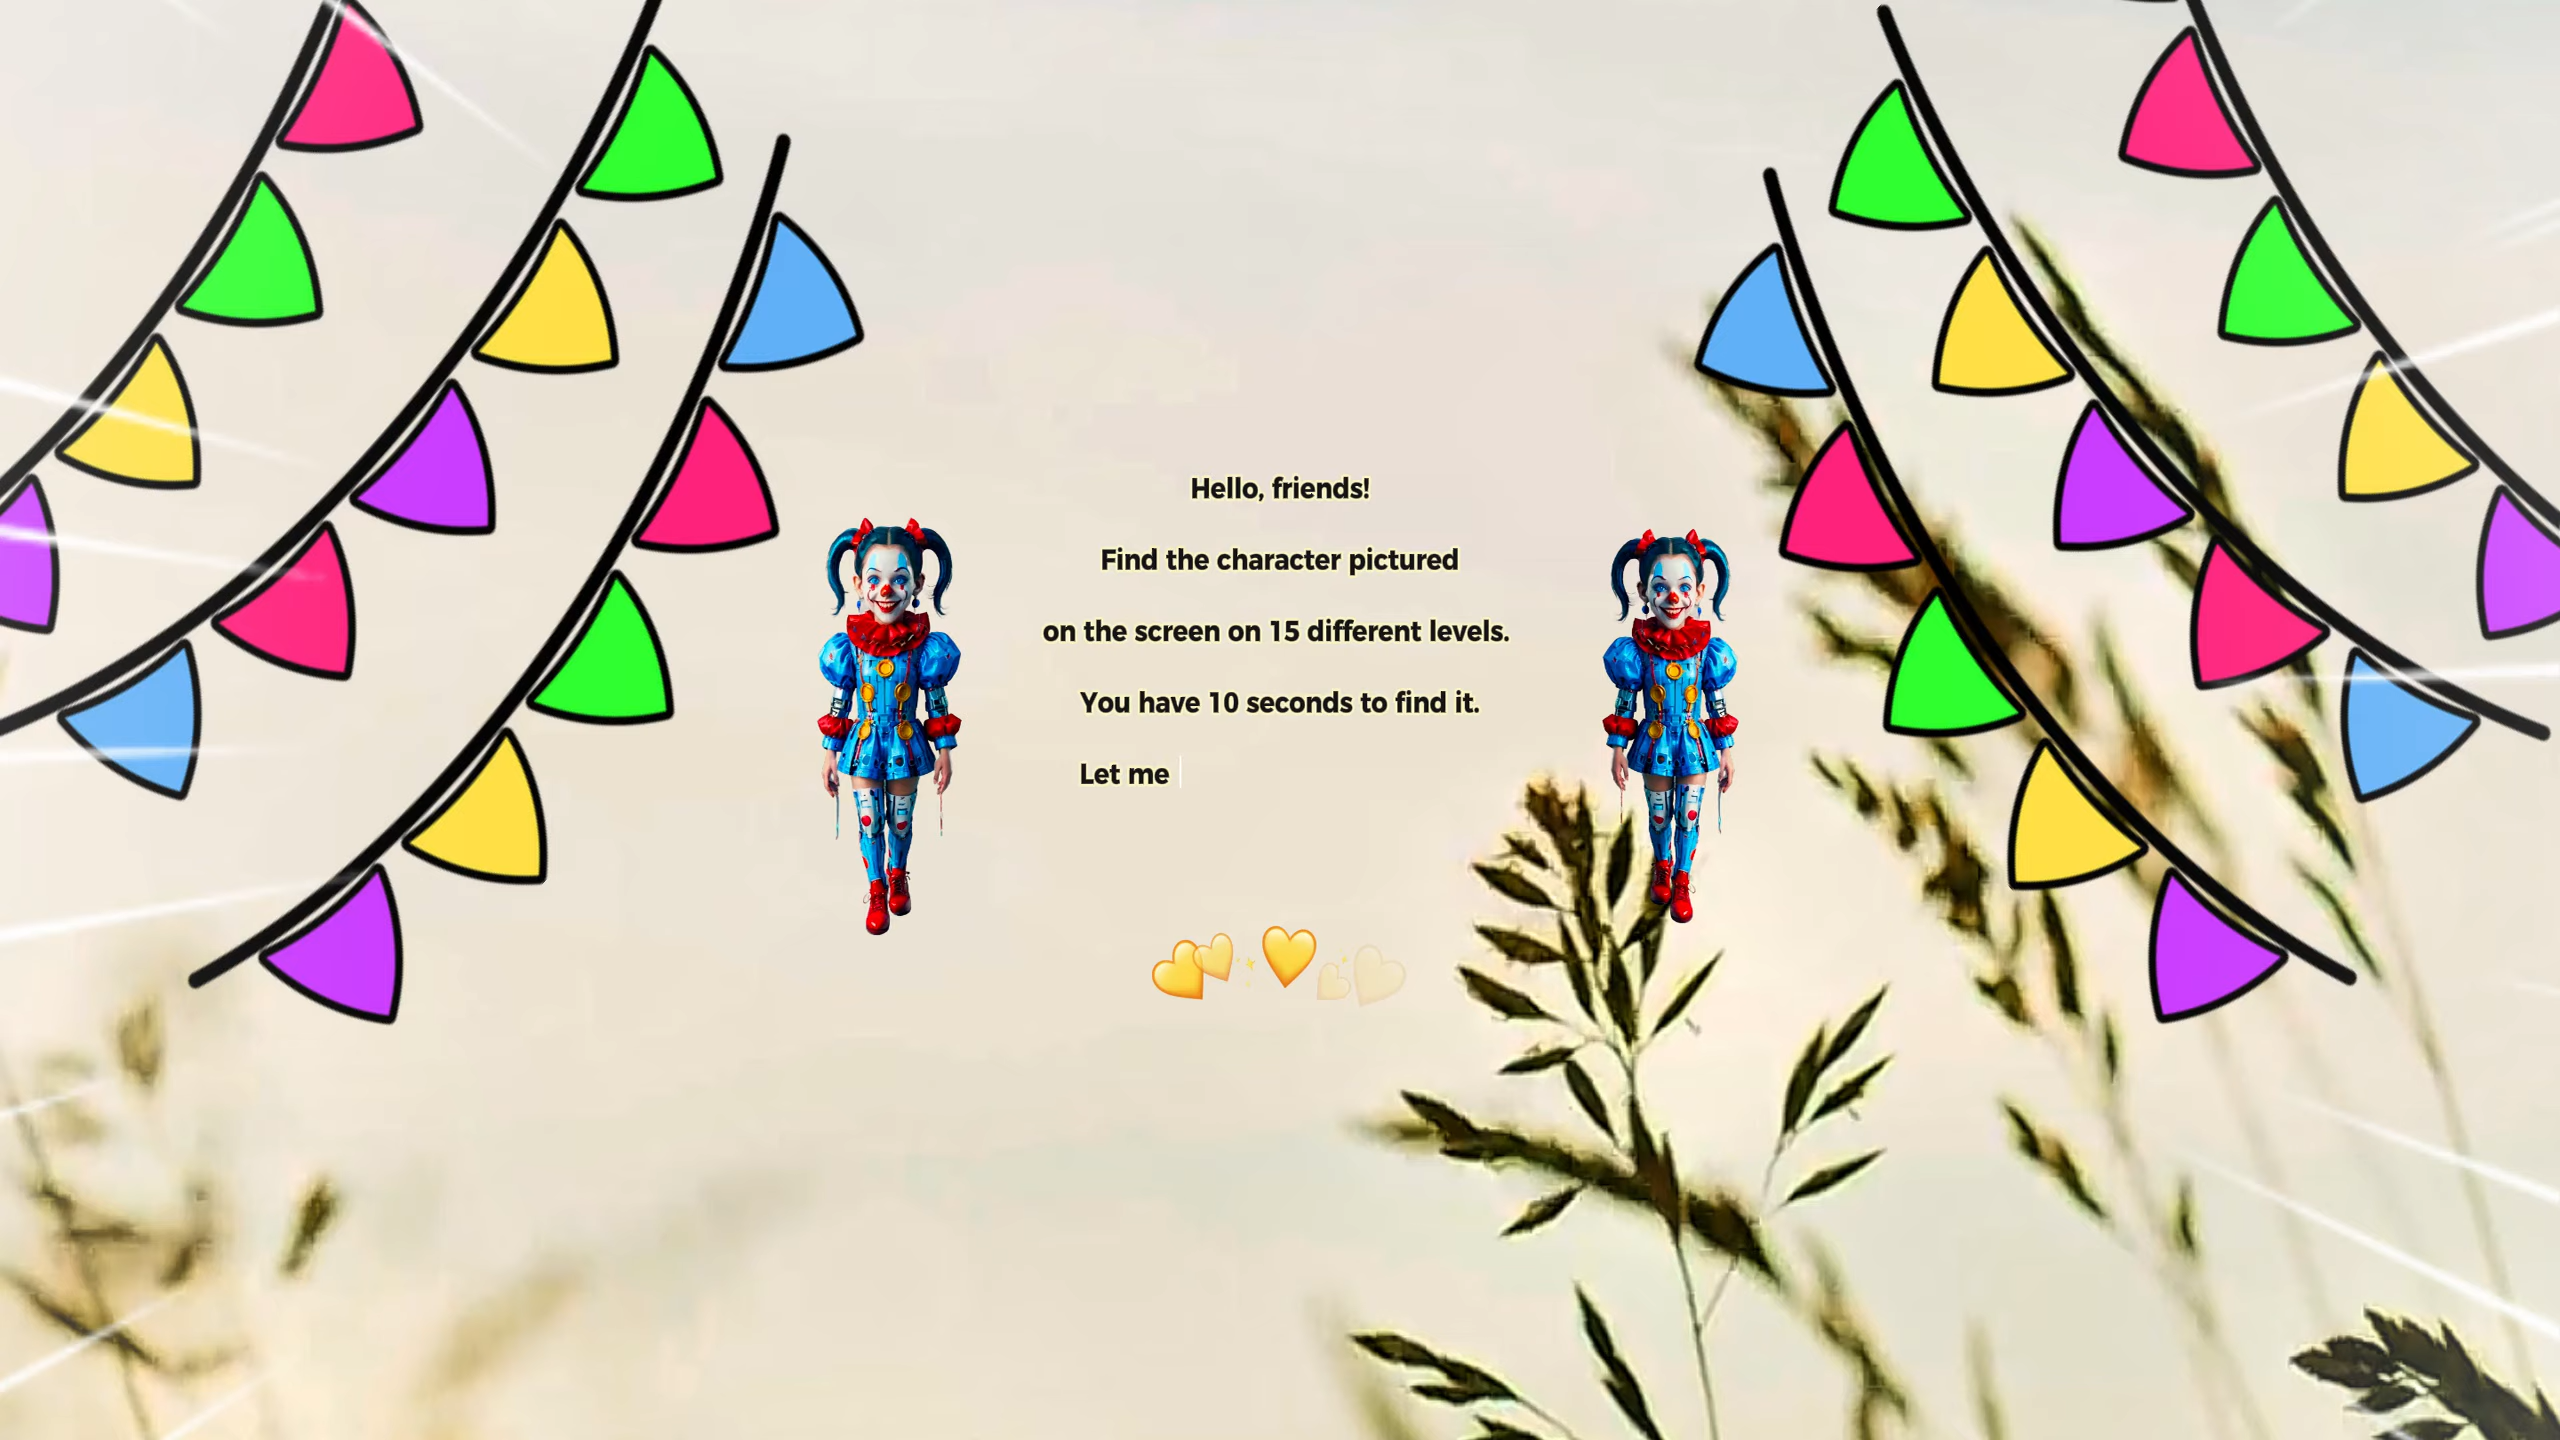 Hello, friends!
Find the character pictured
on the screen on 15 different levels.
You have 10 seconds to find it.
Let me